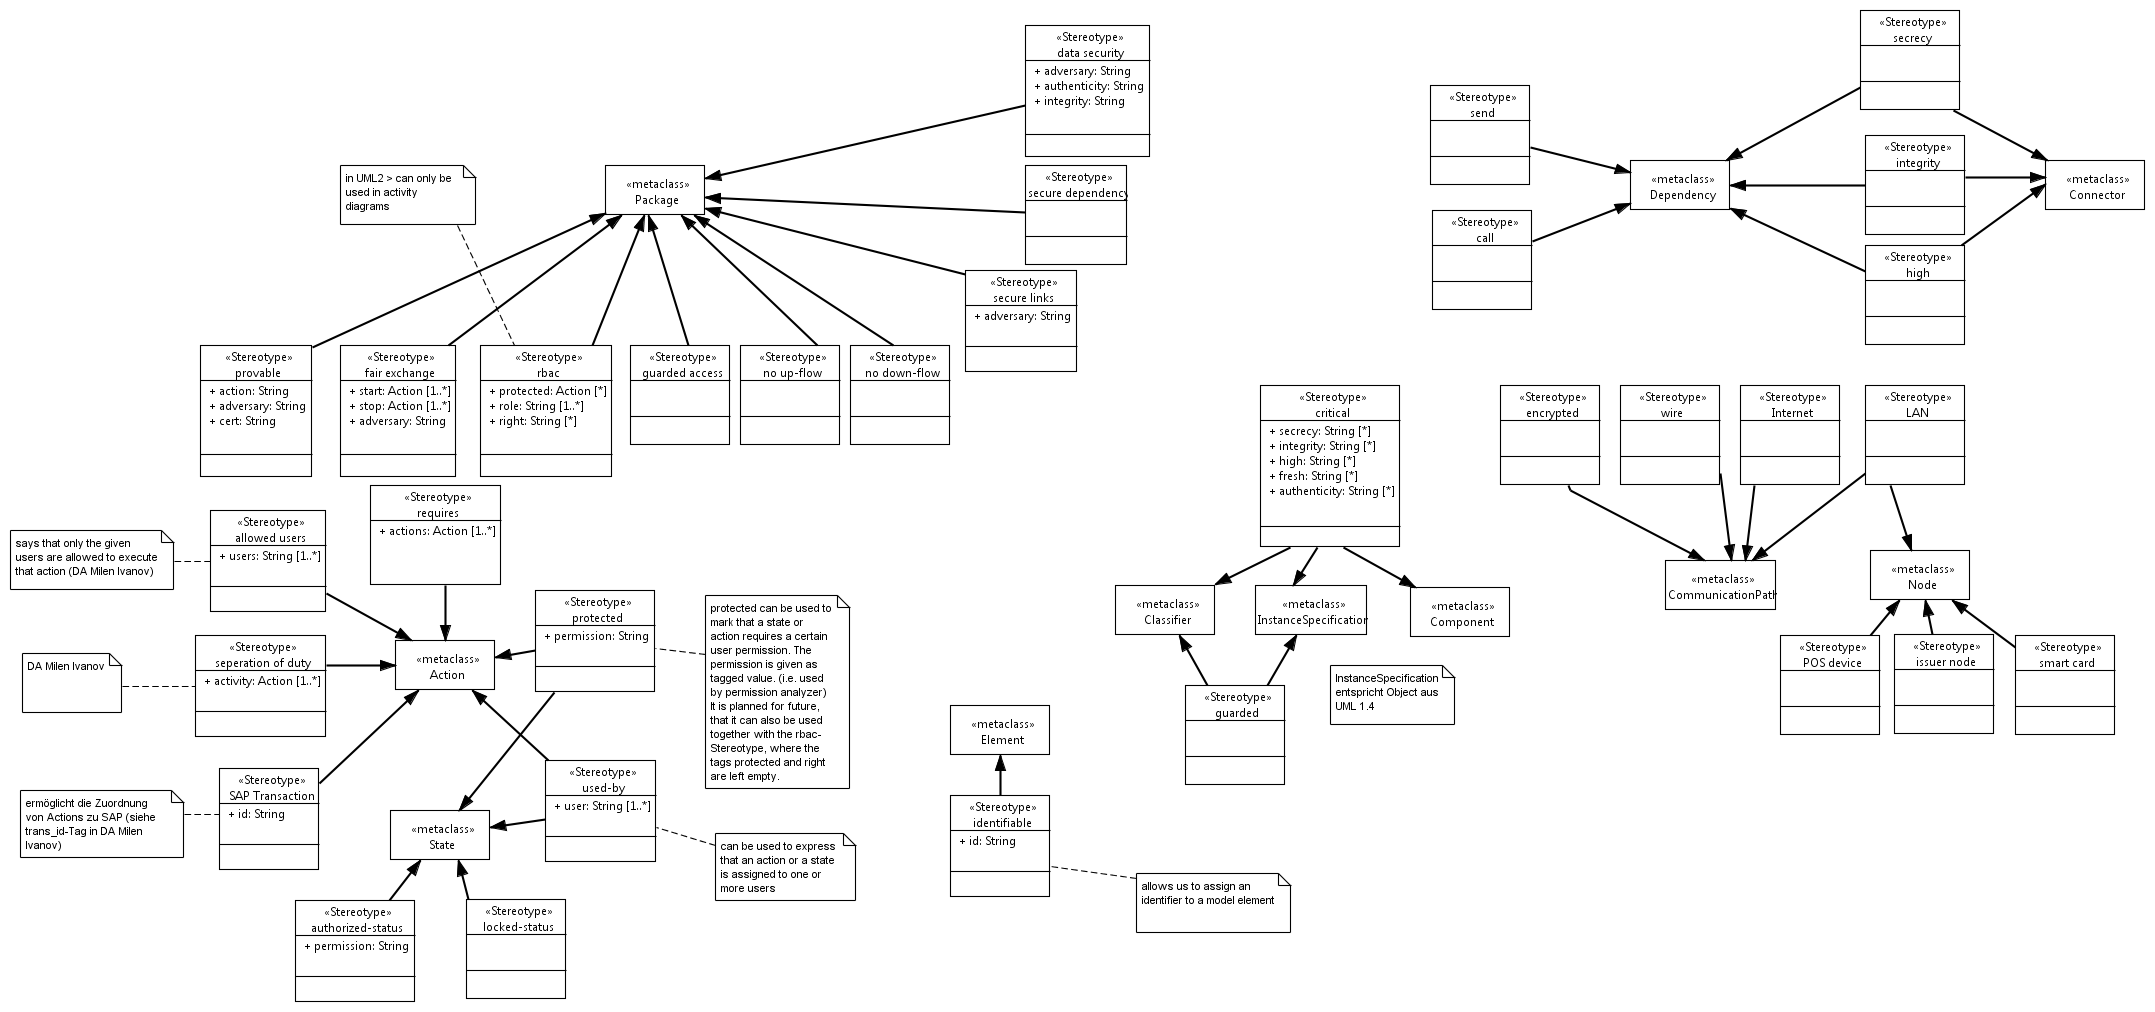 «Stereotype»
data security
+ adversary: String
+ authenticity: String
+ integrity: String
«Stereotype»
secure dependency
«Stereotype»
secure links
+ adversary: String
«metaclass»
Package
in UML2 > can only be
used in activity
diagrams
«Stereotype»
provable
+ action: String
+ adversary: String
+ cert: String
«Stereotype»
fair exchange
+ start: Action [1..*]
+ stop: Action [1..*]
+ adversary: String
«Stereotype»
rbac
+ protected: Action [*]
+ role: String [1..*]
+ right: String [*]
«Stereotype»
guarded access
«Stereotype»
no up-flow
«Stereotype»
no down-flow
«Stereotype»
secrecy
«Stereotype»
send
«Stereotype»
integrity
«metaclass»
Dependency
«metaclass»
Connector
«Stereotype»
call
«Stereotype»
high
«Stereotype»
critical
+ secrecy: String [*]
+ integrity: String [*]
+ high: String [*]
+ fresh: String [*]
+ authenticity: String [*]
«Stereotype»
encrypted
«Stereotype»
wire
«Stereotype»
Internet
«Stereotype»
LAN
«metaclass»
CommunicationPath
«metaclass»
Node
«Stereotype»
POS device
«Stereotype»
issuer node
«Stereotype»
smart card
«metaclass»
Classifier
«metaclass»
InstanceSpecification
«metaclass»
Component
«Stereotype»
guarded
InstanceSpecification
entspricht Object aus
UML 1.4
«Stereotype»
requires
+ actions: Action [1..*]
says that only the given
users are allowed to execute
that action (DA Milen Ivanov)
«Stereotype»
allowed users
+ users: String [1..*]
«Stereotype»
protected
+ permission: String
protected can be used to
mark that a state or
action requires a certain
user permission. The
permission is given as
tagged value. (i.e. used
by permission analyzer)
It is planned for future,
that it can also be used
together with the rbac-
Stereotype, where the
tags protected and right
are left empty.
DA Milen Ivanov
«Stereotype»
seperation of duty
+ activity: Action [1..*]
«metaclass»
Action
ermöglicht die Zuordnung
von Actions zu SAP (siehe
trans_id-Tag in DA Milen
Ivanov)
«Stereotype»
SAP Transaction
+ id: String
«Stereotype»
used-by
+ user: String [1..*]
«metaclass»
State
can be used to express
that an action or a state
is assigned to one or
more users
«Stereotype»
authorized-status
+ permission: String
«Stereotype»
locked-status
«metaclass»
Element
«Stereotype»
identifiable
+ id: String
allows us to assign an
identifier to a model element